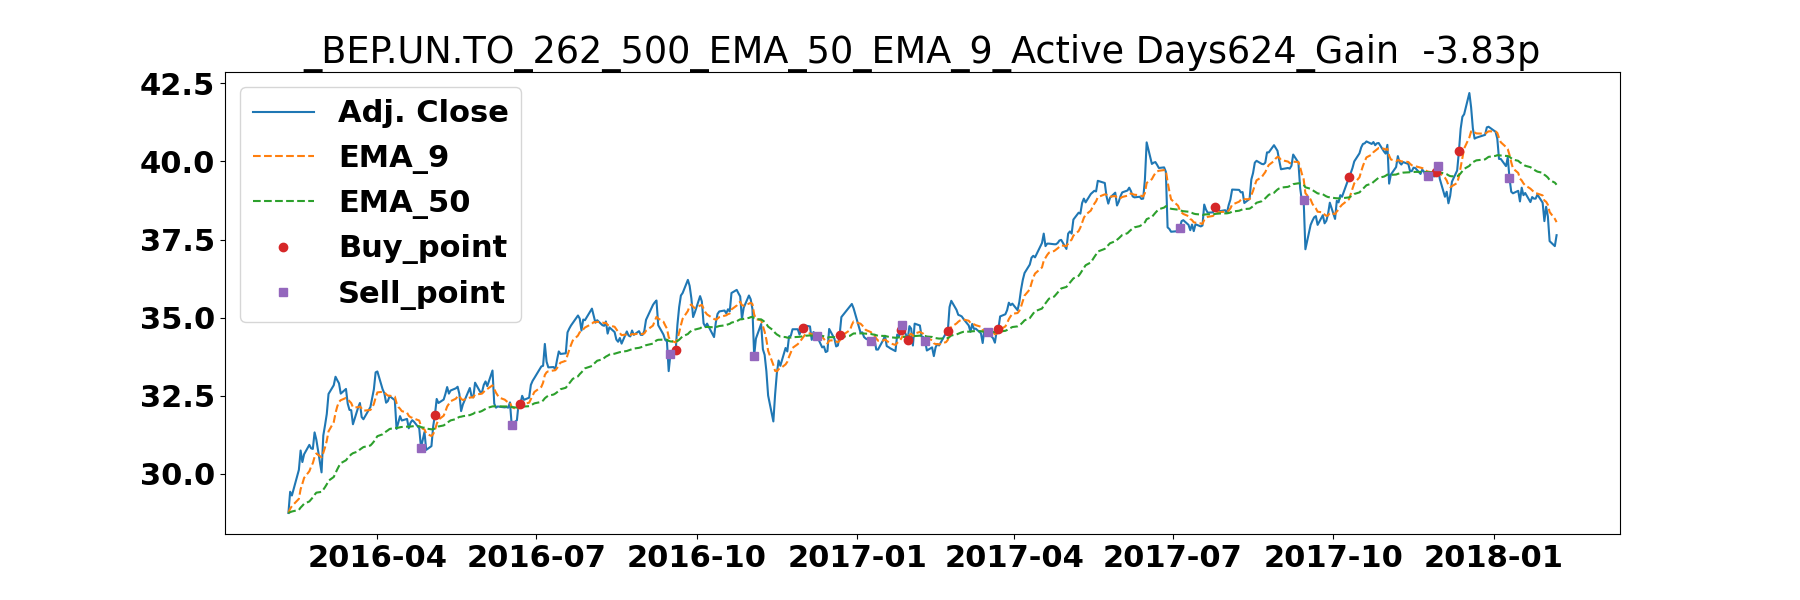 _BEP.UN.TO_262_500_EMA_50_EMA_9_Active Days624_Gain  -3.83p
42.5
40.0
37.5
35.0
32.5
30.0
Adj. Close
EMA_9
EMA_50
Buy_point
Sell_point
2016-04 2016-07 2016-10 2017-01 2017-04 2017-07 2017-10 2018-01